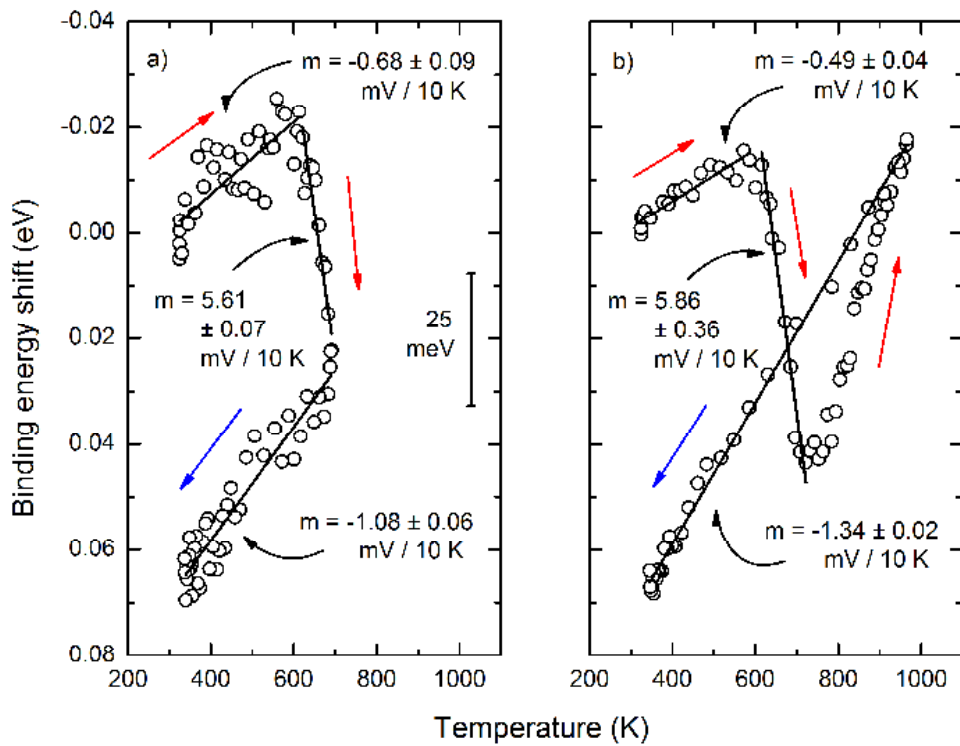 a)
m = -0.68 ± 0.09
mV / 10 K
m = 5.61
± 0.07
mV / 10 K
25
meV
m = -1.08 ± 0.06
mV / 10 K
b)
m = -0.49 ± 0.04
mV / 10 K
m = 5.86
± 0.36
mV / 10 K
m = -1.34 ± 0.02
mV / 10 K
Binding energy shift (eV)
-0.04
-0.02
0.00
0.02
0.04
0.06
0.08
200 400 600 800 1000
200 400 600 800 1000
Temperature (K)